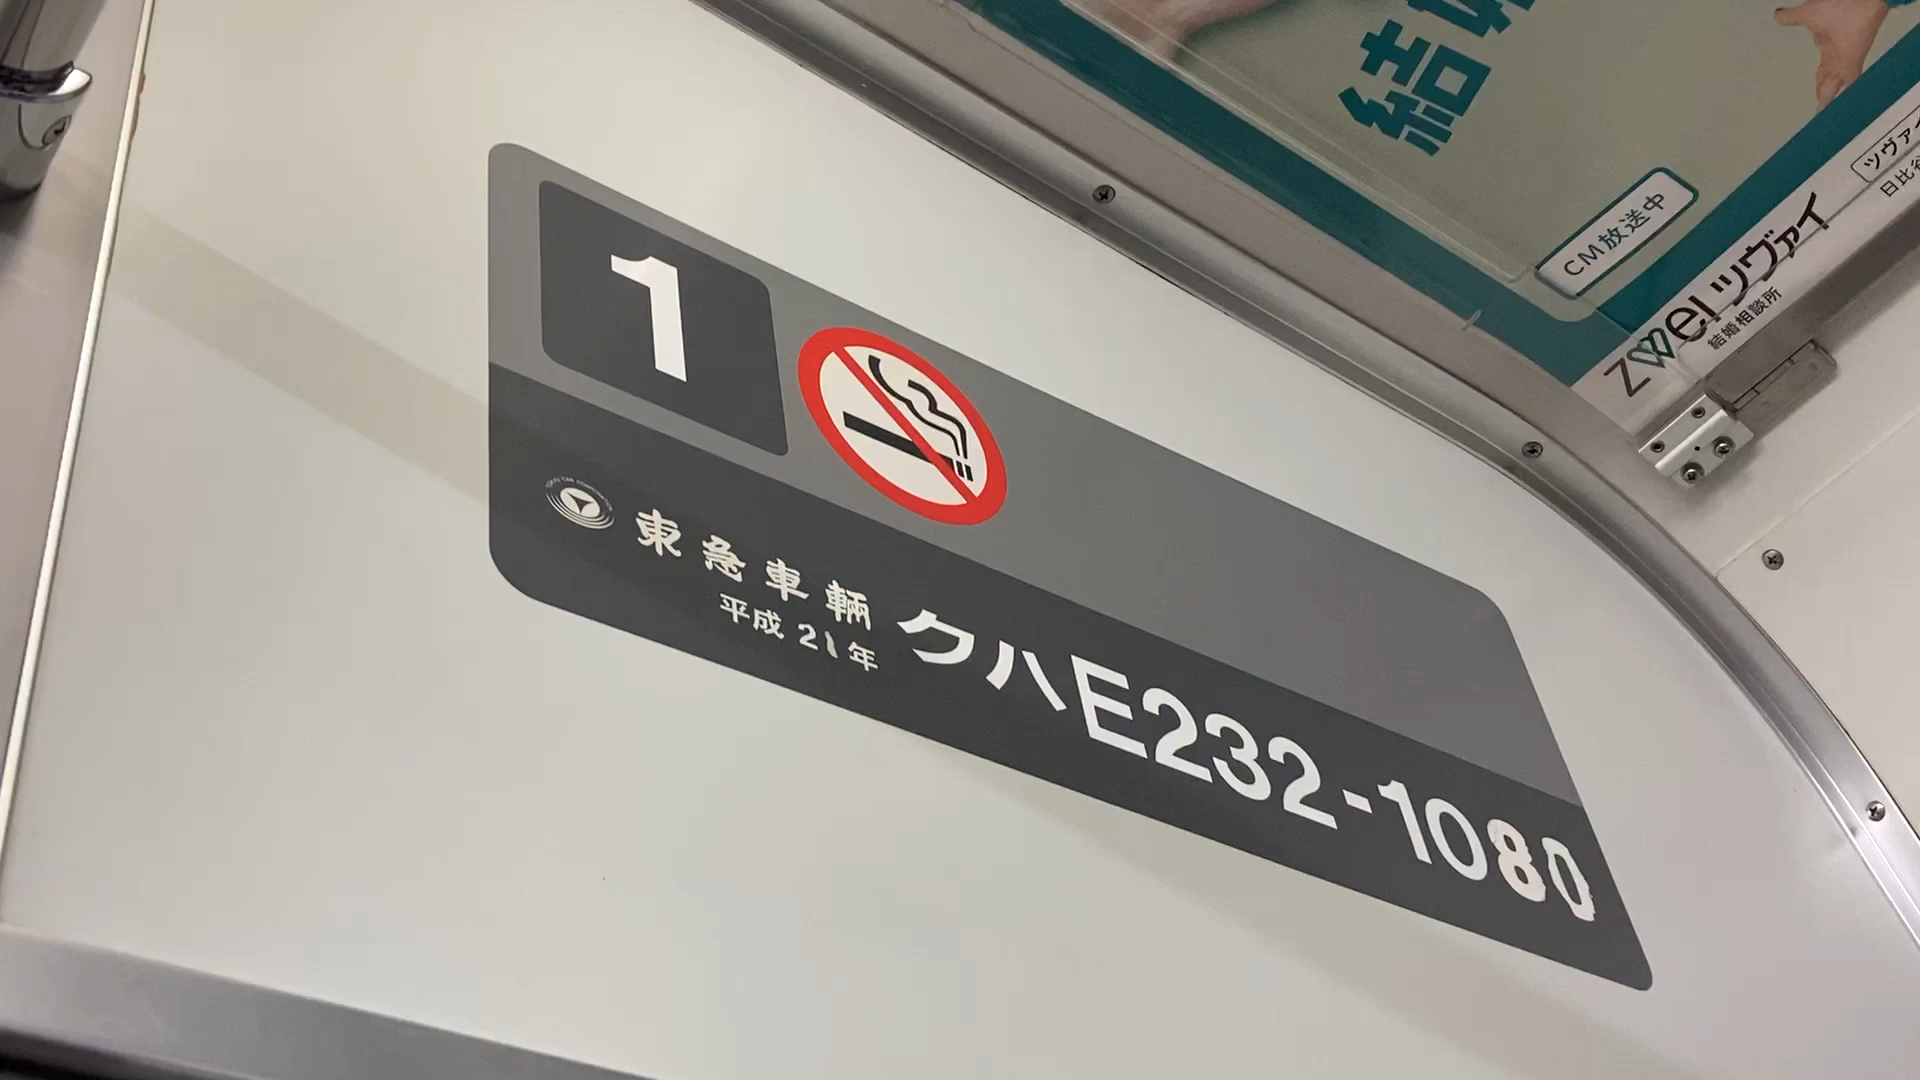 1
東急車輛
平成21年
クハE232-1080
結婚
CM放送中
zwei ツヴァイ
結婚相談所
ツヴァイ
日比谷